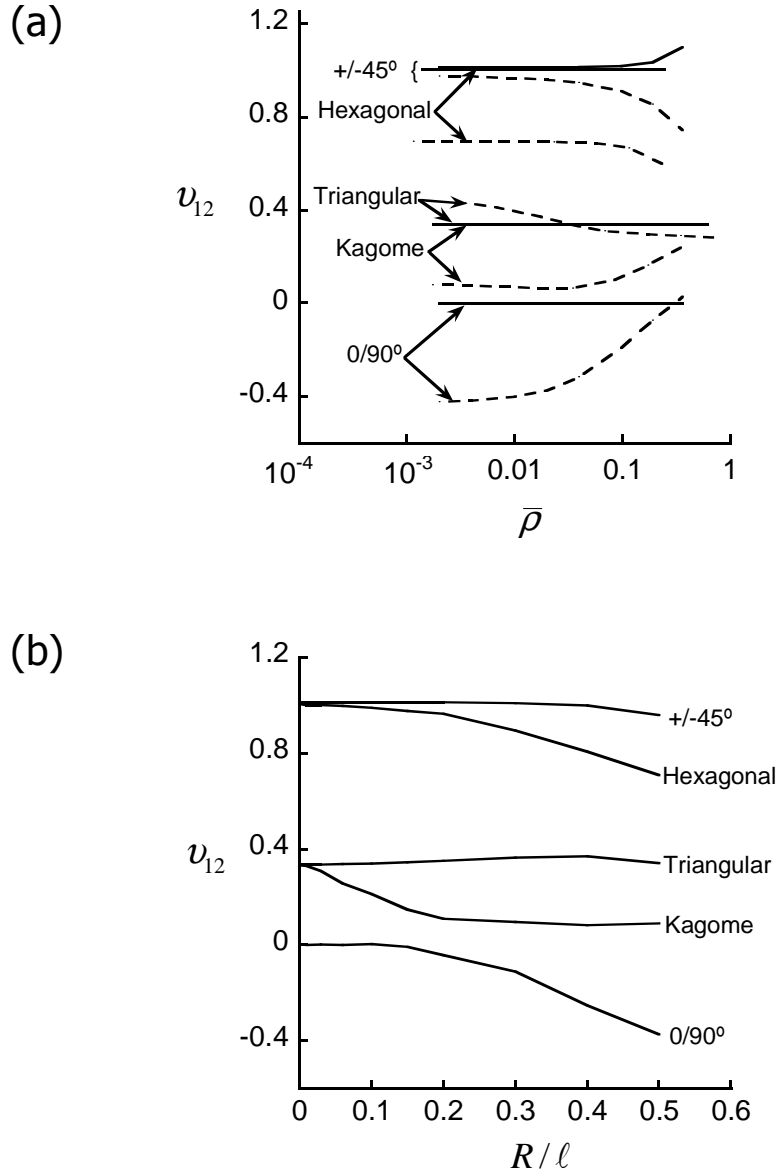 (a)
1.2
+/-45º {
0.8
Hexagonal
υ12
Triangular
0.4
Kagome
0
0/90º
-0.4
10-4
10-3
0.01
0.1
1
ρ̅
(b)
1.2
+/-45º
0.8
Hexagonal
υ12
0.4
Triangular
Kagome
0
-0.4
0/90º
0 0.1 0.2 0.3 0.4 0.5 0.6
R/ℓ